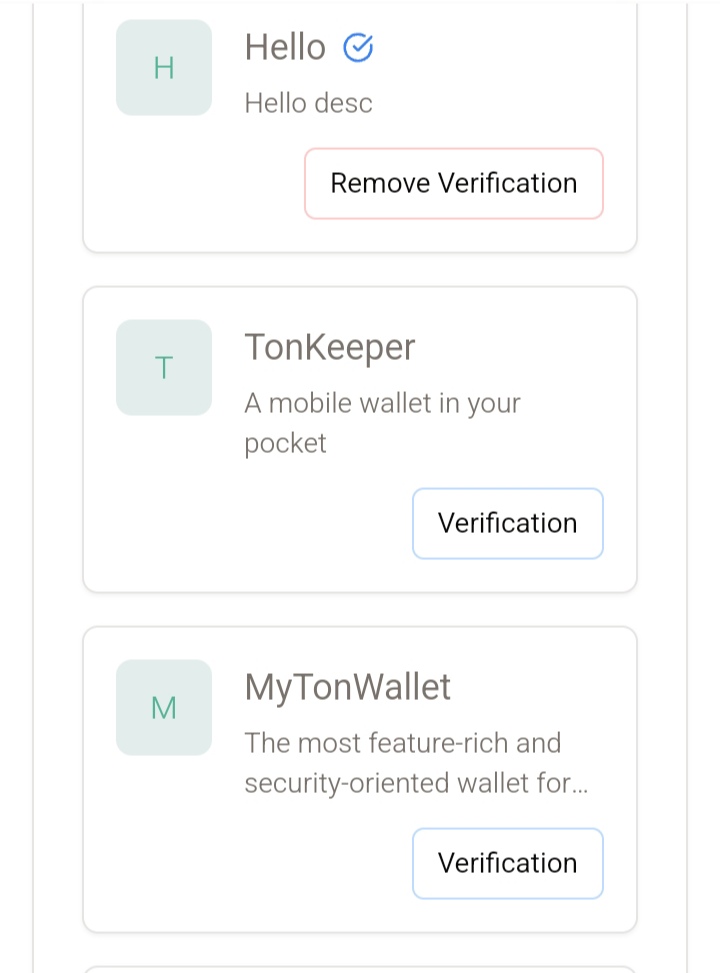 H
Hello
Hello desc
Remove Verification
T
TonKeeper
A mobile wallet in your
pocket
Verification
M
MyTonWallet
The most feature-rich and
security-oriented wallet for...
Verification